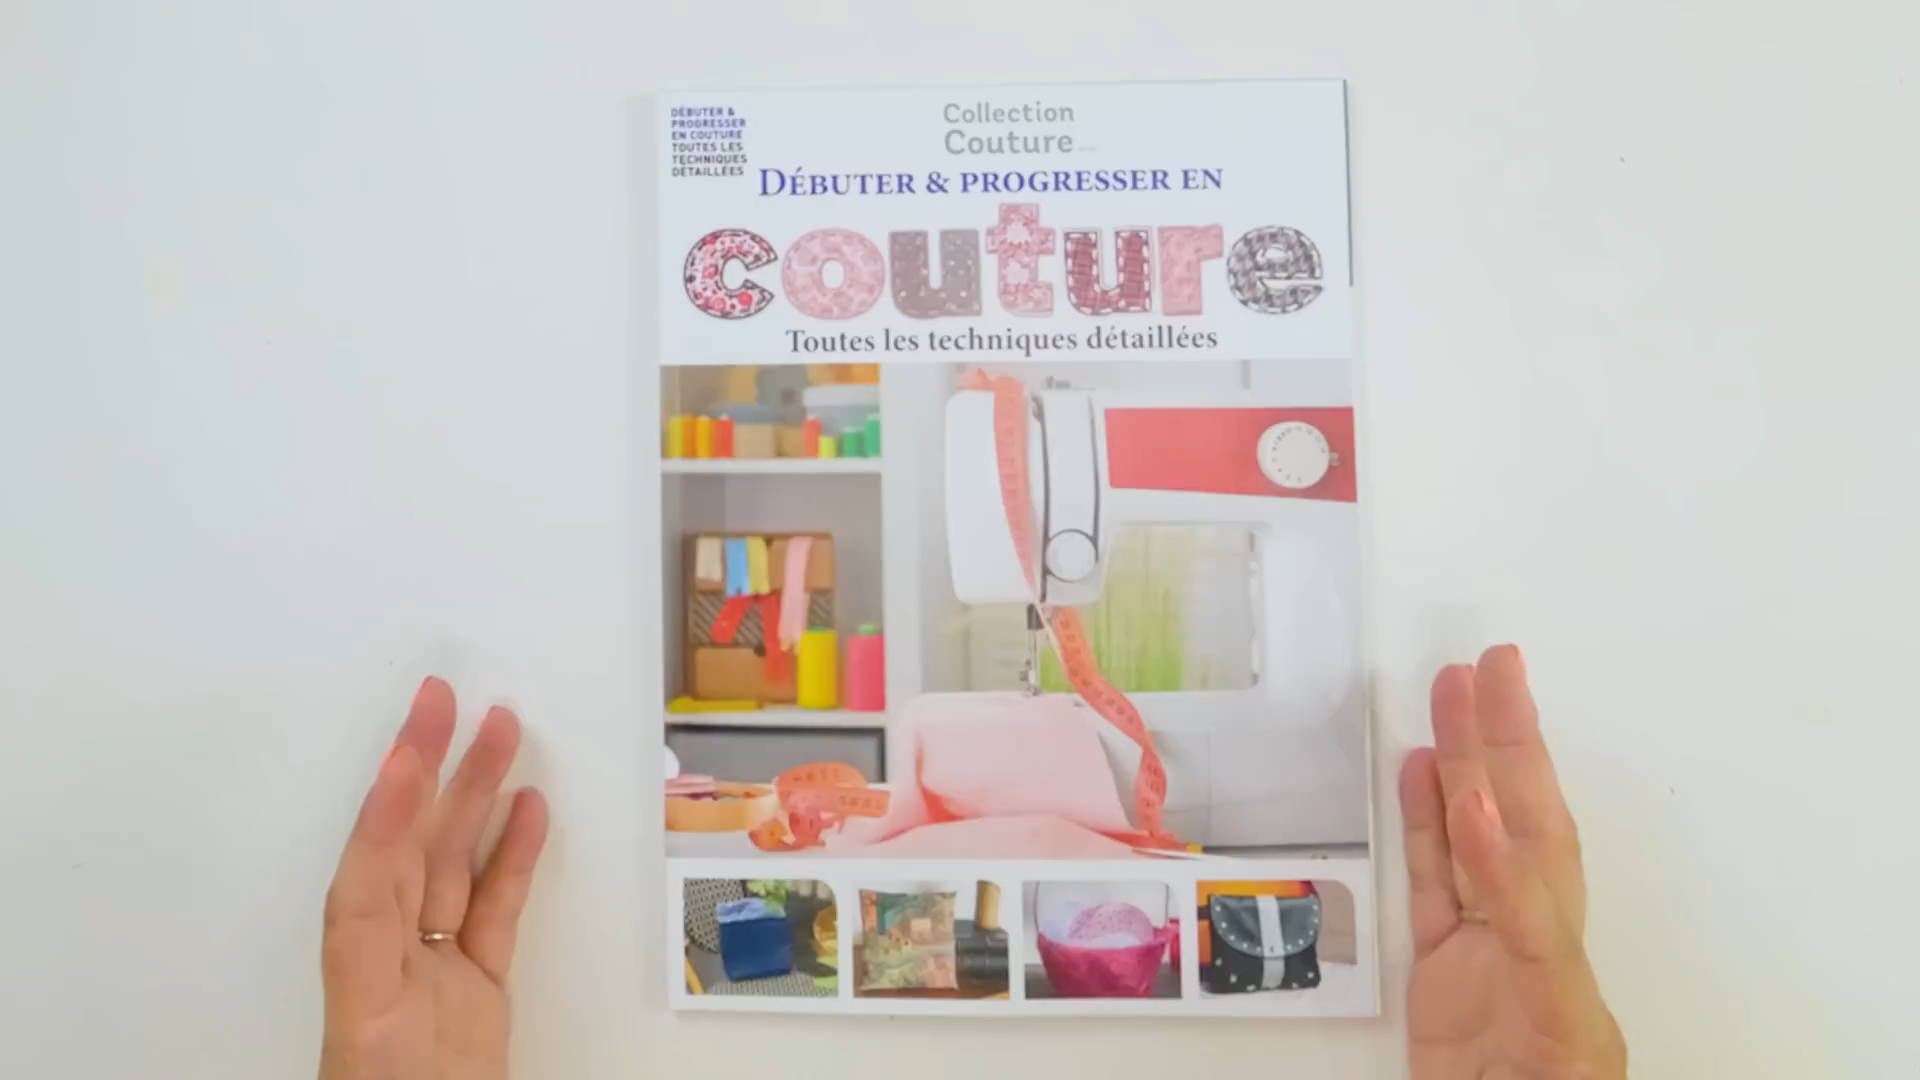 DÉBUTER &
PROGRESSER
EN COUTURE
TOUTES LES
TECHNIQUES
DÉTAILLÉES
Collection
Couture
DÉBUTER & PROGRESSER EN
couture
Toutes les techniques détaillées